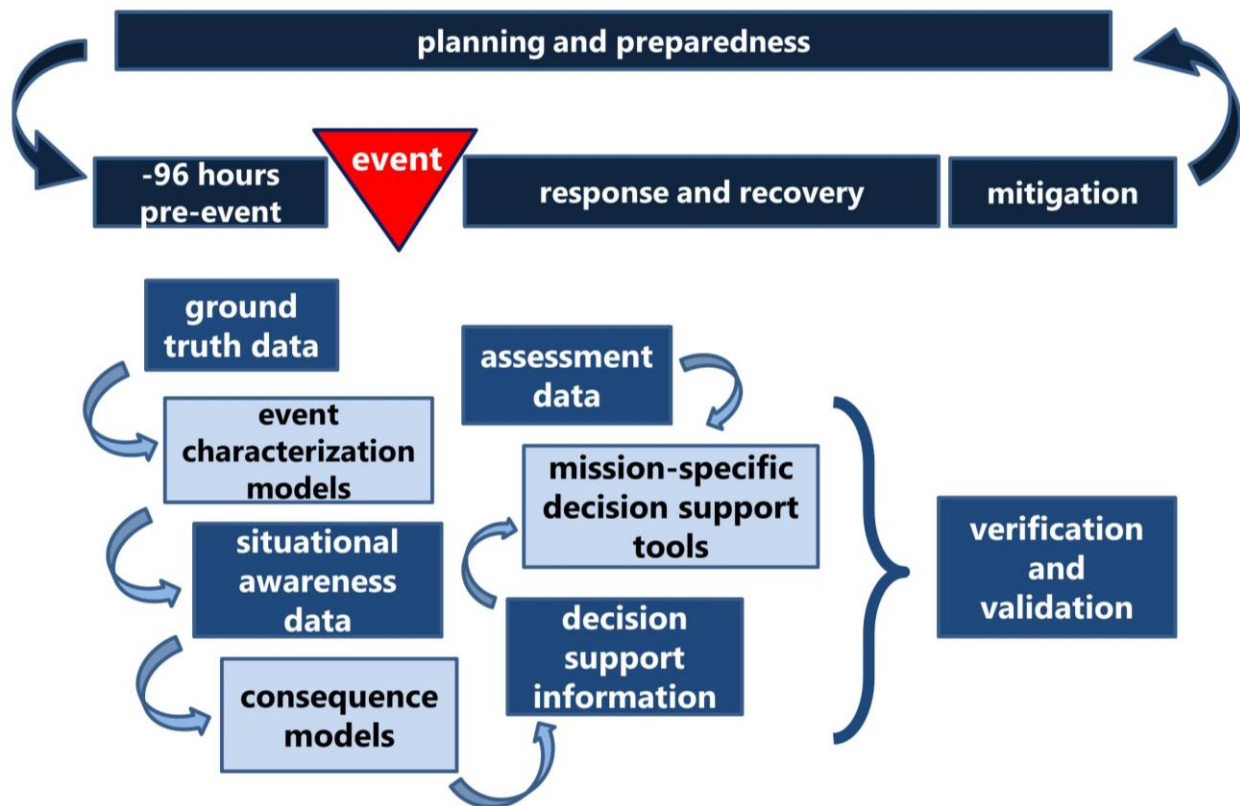 planning and preparedness
-96 hours
pre-event
event
response and recovery
mitigation
ground
truth data
event
characterization
models
situational
awareness
data
consequence
models
assessment
data
mission-specific
decision support
tools
decision
support
information
verification
and
validation